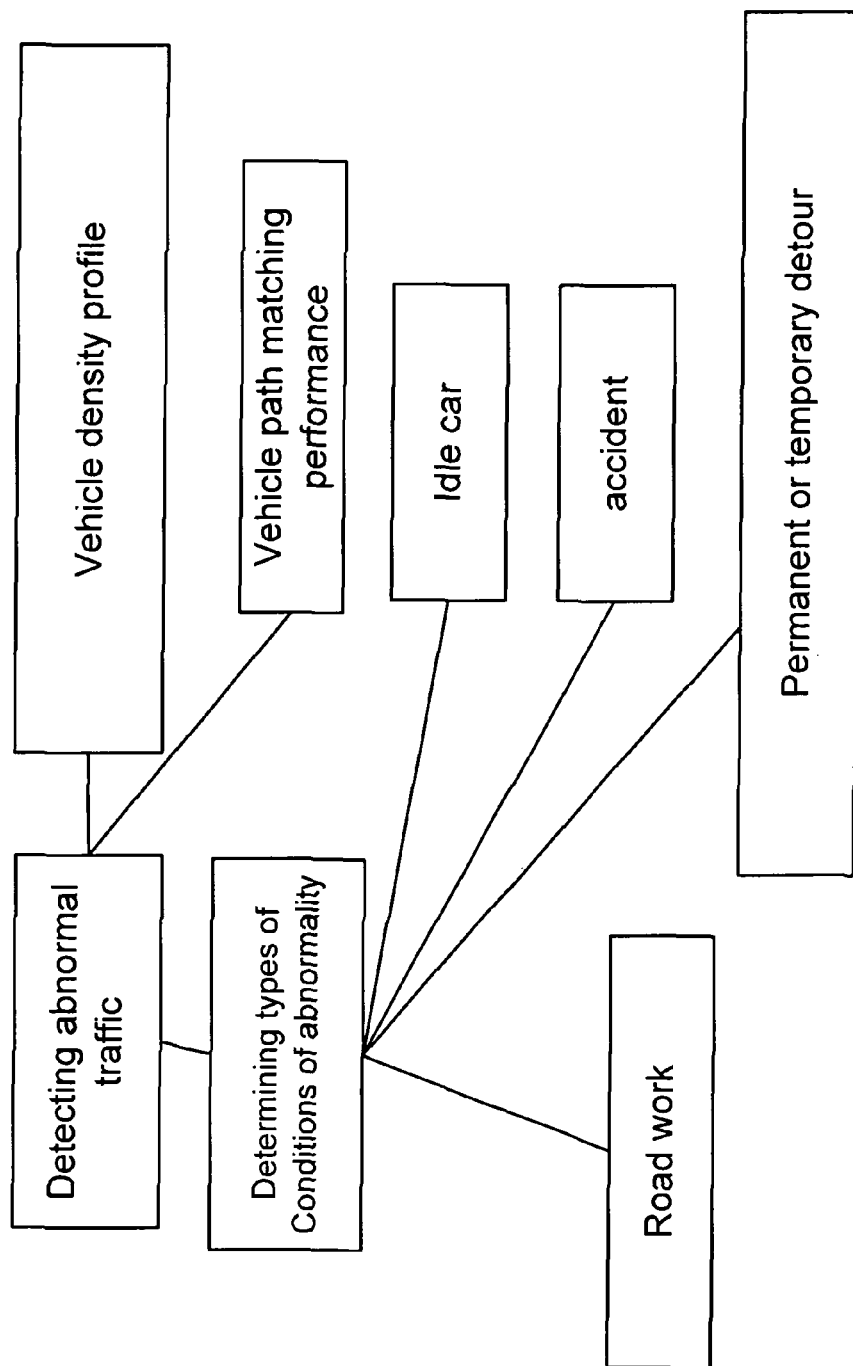 Detecting abnormal
traffic
Vehicle density profile
Determining types of
Conditions of abnormality
Vehicle path matching
performance
Idle car
accident
Road work
Permanent or temporary detour